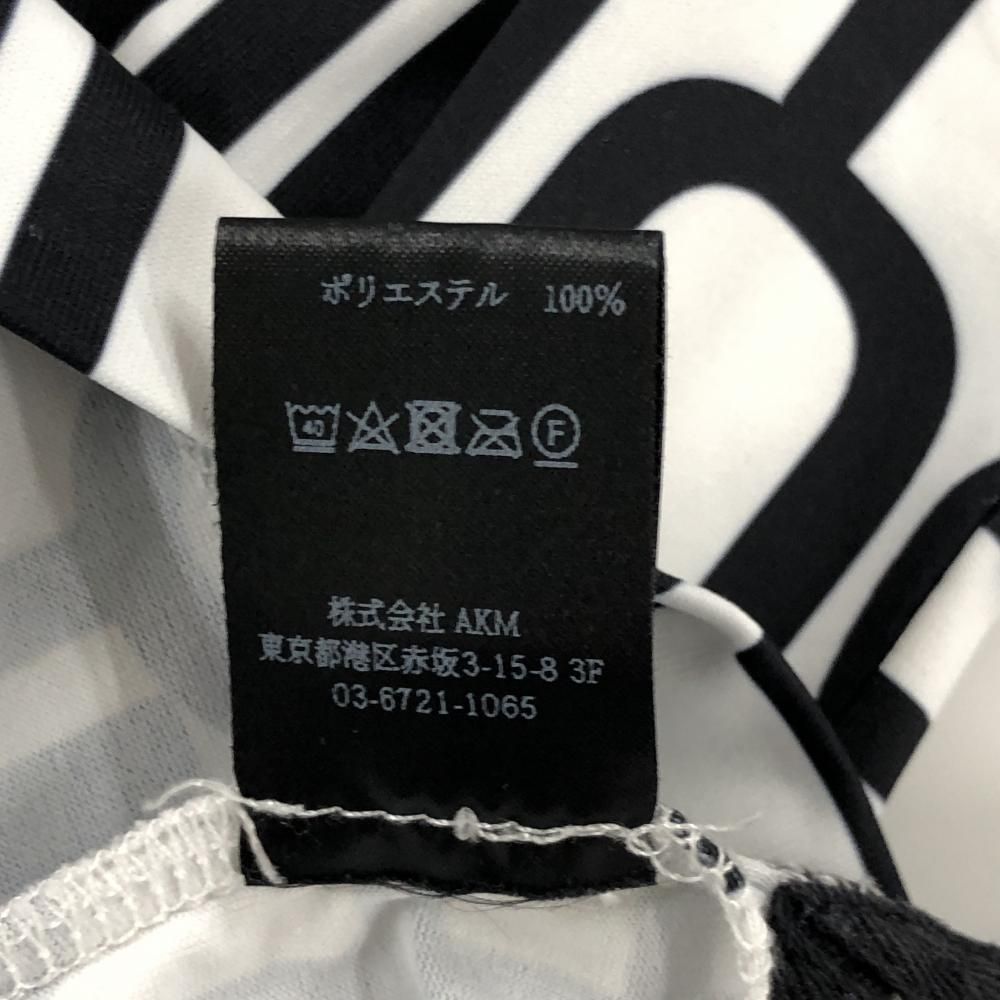 ポリエステル 100%
40 F
株式会社 AKM
東京都港区赤坂3-15-8 3F
03-6721-1065